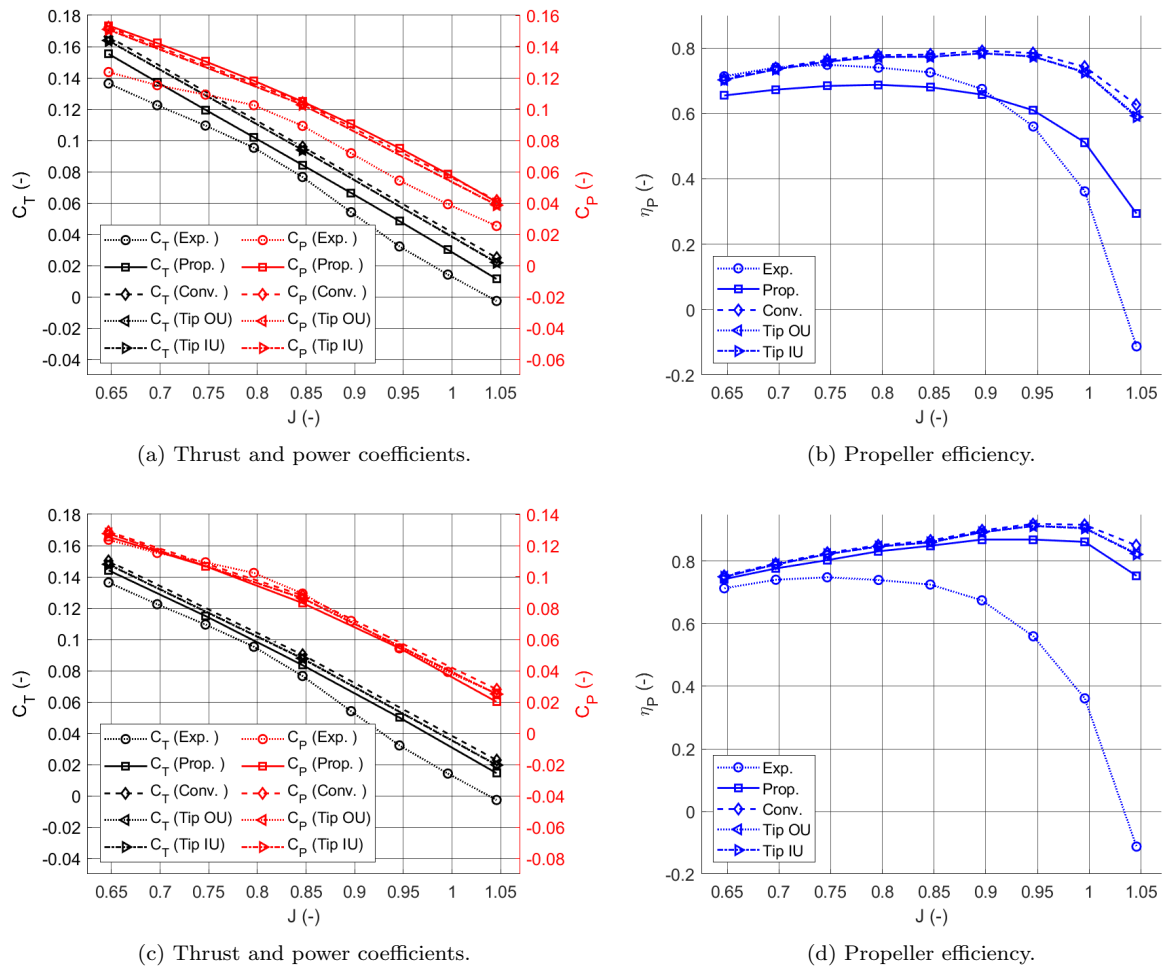 0.18
0.16
0.14
0.12
0.1
0.08
0.06
0.04
0.02
0
-0.02
-0.04
C_T (-)
0.16
0.14
0.12
0.1
0.08
0.06
0.04
0.02
0
-0.02
-0.04
-0.06
C_P (-)
C_T (Exp. ) C_P (Exp. )
C_T (Prop. ) C_P (Prop. )
C_T (Conv. ) C_P (Conv. )
C_T (Tip OU) C_P (Tip OU)
C_T (Tip IU) C_P (Tip IU)
0.65 0.7 0.75 0.8 0.85 0.9 0.95 1 1.05
J (-)
(a) Thrust and power coefficients.
0.8
0.6
0.4
0.2
0
-0.2
η_P (-)
Exp.
Prop.
Conv.
Tip OU
Tip IU
0.65 0.7 0.75 0.8 0.85 0.9 0.95 1 1.05
J (-)
(b) Propeller efficiency.
0.18
0.16
0.14
0.12
0.1
0.08
0.06
0.04
0.02
0
-0.02
-0.04
C_T (-)
0.14
0.12
0.1
0.08
0.06
0.04
0.02
0
-0.02
-0.04
-0.06
-0.08
C_P (-)
C_T (Exp. ) C_P (Exp. )
C_T (Prop. ) C_P (Prop. )
C_T (Conv. ) C_P (Conv. )
C_T (Tip OU) C_P (Tip OU)
C_T (Tip IU) C_P (Tip IU)
0.65 0.7 0.75 0.8 0.85 0.9 0.95 1 1.05
J (-)
(c) Thrust and power coefficients.
0.8
0.6
0.4
0.2
0
-0.2
η_P (-)
Exp.
Prop.
Conv.
Tip OU
Tip IU
0.65 0.7 0.75 0.8 0.85 0.9 0.95 1 1.05
J (-)
(d) Propeller efficiency.